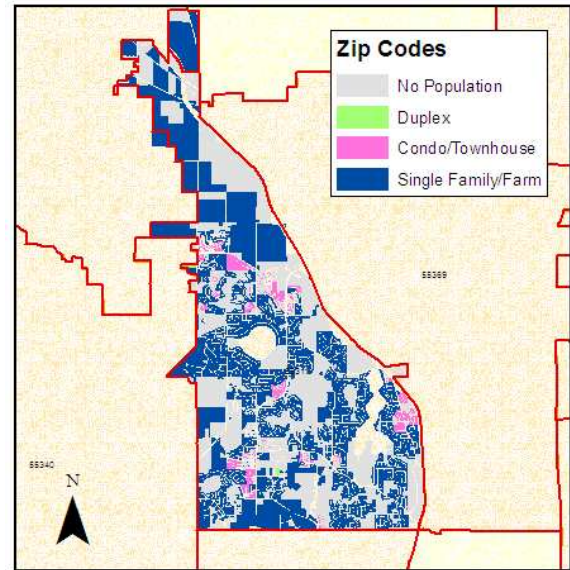 Zip Codes
No Population
Duplex
Condo/Townhouse
Single Family/Farm
55369
55340
N